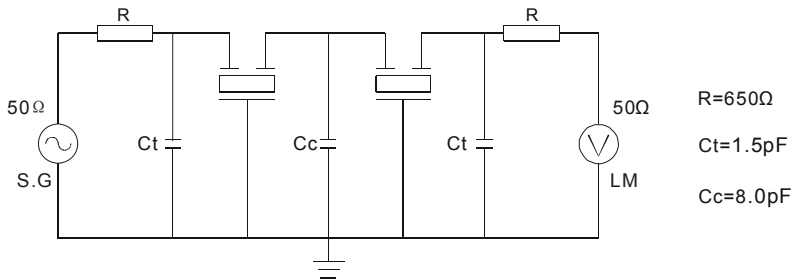 R
R
50Ω
50Ω
R=650Ω
Ct
Cc
Ct
Ct=1.5pF
S.G
LM
Cc=8.0pF